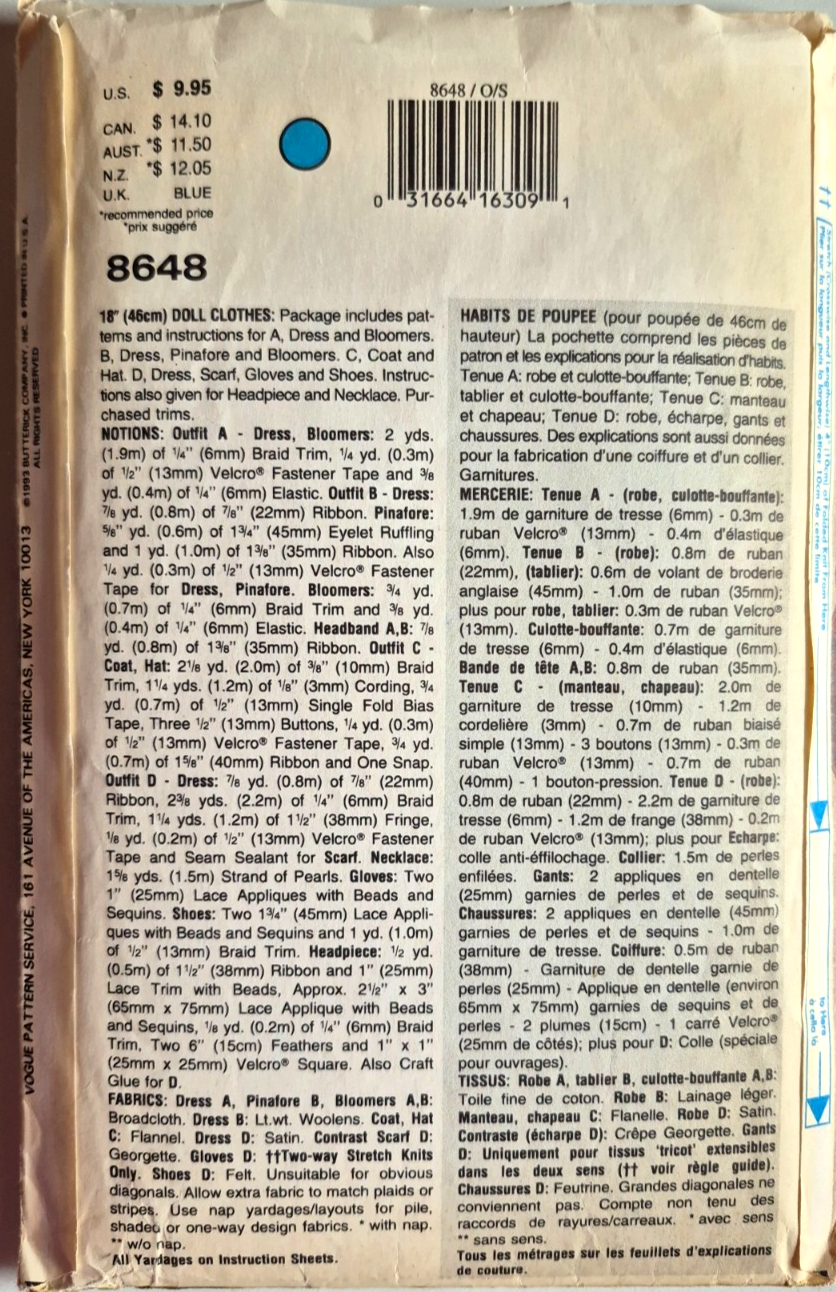 U.S. $ 9.95
CAN. $ 14.10
AUST. *$ 11.50
N.Z. *$ 12.05
U.K. BLUE
*recommended price
*prix suggéré
8648 / O/S
0 31664 16309 1
8648
18" (46cm) DOLL CLOTHES: Package includes pat-
terns and instructions for A, Dress and Bloomers.
B, Dress, Pinafore and Bloomers. C, Coat and
Hat. D, Dress, Scarf, Gloves and Shoes. Instruc-
tions also given for Headpiece and Necklace. Pur-
chased trims.
NOTIONS: Outfit A - Dress, Bloomers: 2 yds.
(1.9m) of 1/4" (6mm) Braid Trim, 1/4 yd. (0.3m)
of 1/2" (13mm) Velcro® Fastener Tape and 3/8
yd. (0.4m) of 1/4" (6mm) Elastic. Outfit B - Dress:
7/8 yd. (0.8m) of 7/8" (22mm) Ribbon. Pinafore:
5/8" yd. (0.6m) of 1 3/4" (45mm) Eyelet Ruffling
and 1 yd. (1.0m) of 1 3/8" (35mm) Ribbon. Also
1/4 yd. (0.3m) of 1/2" (13mm) Velcro® Fastener
Tape for Dress, Pinafore. Bloomers: 3/4 yd.
(0.7m) of 1/4" (6mm) Braid Trim and 3/8 yd.
(0.4m) of 1/4" (6mm) Elastic. Headband A,B: 7/8
yd. (0.8m) of 1 3/8" (35mm) Ribbon. Outfit C -
Coat, Hat: 2 1/8 yd. (2.0m) of 3/8" (10mm) Braid
Trim, 1 1/4 yds. (1.2m) of 1/8" (3mm) Cording, 3/4
yd. (0.7m) of 1/2" (13mm) Single Fold Bias
Tape, Three 1/2" (13mm) Buttons, 1/4 yd. (0.3m)
of 1/2" (13mm) Velcro® Fastener Tape, 3/4 yd.
(0.7m) of 1 5/8" (40mm) Ribbon and One Snap.
Outfit D - Dress: 7/8 yd. (0.8m) of 7/8" (22mm)
Ribbon, 2 3/8 yds. (2.2m) of 1/4" (6mm) Braid
Trim, 1 1/4 yds. (1.2m) of 1 1/2" (38mm) Fringe,
1/8 yd. (0.2m) of 1/2" (13mm) Velcro® Fastener
Tape and Seam Sealant for Scarf. Necklace:
1 5/8 yds. (1.5m) Strand of Pearls. Gloves: Two
1" (25mm) Lace Appliques with Beads and
Sequins. Shoes: Two 1 3/4" (45mm) Lace Appli-
ques with Beads and Sequins and 1 yd. (1.0m)
of 1/2" (13mm) Braid Trim. Headpiece: 1/2 yd.
(0.5m) of 1 1/2" (38mm) Ribbon and 1" (25mm)
Lace Trim with Beads, Approx. 2 1/2" x 3"
(65mm x 75mm) Lace Applique with Beads
and Sequins, 1/8 yd. (0.2m) of 1/4" (6mm) Braid
Trim, Two 6" (15cm) Feathers and 1" x 1"
(25mm x 25mm) Velcro® Square. Also Craft
Glue for D.
FABRICS: Dress A, Pinafore B, Bloomers A,B:
Broadcloth. Dress B: Lt.wt. Woolens. Coat, Hat
C: Flannel. Dress D: Satin. Contrast Scarf D:
Georgette. Gloves D: ††Two-way Stretch Knits
Only. Shoes D: Felt. Unsuitable for obvious
diagonals. Allow extra fabric to match plaids or
stripes. Use nap yardages/layouts for pile,
shaded or one-way design fabrics. * with nap.
** w/o nap.
All Yardages on Instruction Sheets.
HABITS DE POUPEE (pour poupée de 46cm de
hauteur) La pochette comprend les pièces de
patron et les explications pour la réalisation d'habits.
Tenue A: robe et culotte-bouffante; Tenue B: robe,
tablier et culotte-bouffante; Tenue C: manteau
et chapeau; Tenue D: robe, écharpe, gants et
chaussures. Des explications sont aussi données
pour la fabrication d'une coiffure et d'un collier.
Garnitures.
MERCERIE: Tenue A - (robe, culotte-bouffante):
1.9m de garniture de tresse (6mm) - 0.3m de
ruban Velcro® (13mm) - 0.4m d'élastique
(6mm). Tenue B - (robe): 0.8m de ruban
(22mm), (tablier): 0.6m de volant de broderie
anglaise (45mm) - 1.0m de ruban (35mm);
plus pour robe, tablier: 0.3m de ruban Velcro®
(13mm). Culotte-bouffante: 0.7m de garniture
de tresse (6mm) - 0.4m d'élastique (6mm).
Bande de tête A,B: 0.8m de ruban (35mm).
Tenue C - (manteau, chapeau): 2.0m de
garniture de tresse (10mm) - 1.2m de
cordelière (3mm) - 0.7m de ruban biaisé
simple (13mm) - 3 boutons (13mm) - 0.3m de
ruban Velcro® (13mm) - 0.7m de ruban
(40mm) - 1 bouton-pression. Tenue D - (robe):
0.8m de ruban (22mm) - 2.2m de garniture de
tresse (6mm) - 1.2m de frange (38mm) - 0.2m
de ruban Velcro® (13mm); plus pour Echarpe:
colle anti-éffilochage. Collier: 1.5m de perles
enfilées. Gants: 2 appliques en dentelle
(25mm) garnies de perles et de sequins.
Chaussures: 2 appliques en dentelle (45mm)
garnies de perles et de sequins - 1.0m de
garniture de tresse. Coiffure: 0.5m de ruban
(38mm) - Garniture de dentelle garnie de
perles (25mm) - Applique en dentelle (environ
65mm x 75mm) garnies de sequins et de
perles - 2 plumes (15cm) - 1 carré Velcro®
(25mm de côtés); plus pour D: Colle (spéciale
pour ouvrages).
TISSUS: Robe A, tablier B, culotte-bouffante A,B:
Toile fine de coton. Robe B: Lainage léger.
Manteau, chapeau C: Flanelle. Robe D: Satin.
Contraste (écharpe D): Crêpe Georgette. Gants
D: Uniquement pour tissus 'tricot' extensibles
dans les deux sens (†† voir règle guide).
Chaussures D: Feutrine. Grandes diagonales ne
conviennent pas. Compte non tenu des
raccords de rayures/carreaux. * avec sens
** sans sens.
Tous les métrages sur les feuillets d'explications
de couture.
VOGUE PATTERN SERVICE, 161 AVENUE OF THE AMERICAS, NEW YORK 10013
©1993 BUTTERICK COMPANY, INC. ● PRINTED IN U.S.A.
ALL RIGHTS RESERVED
††
to Here